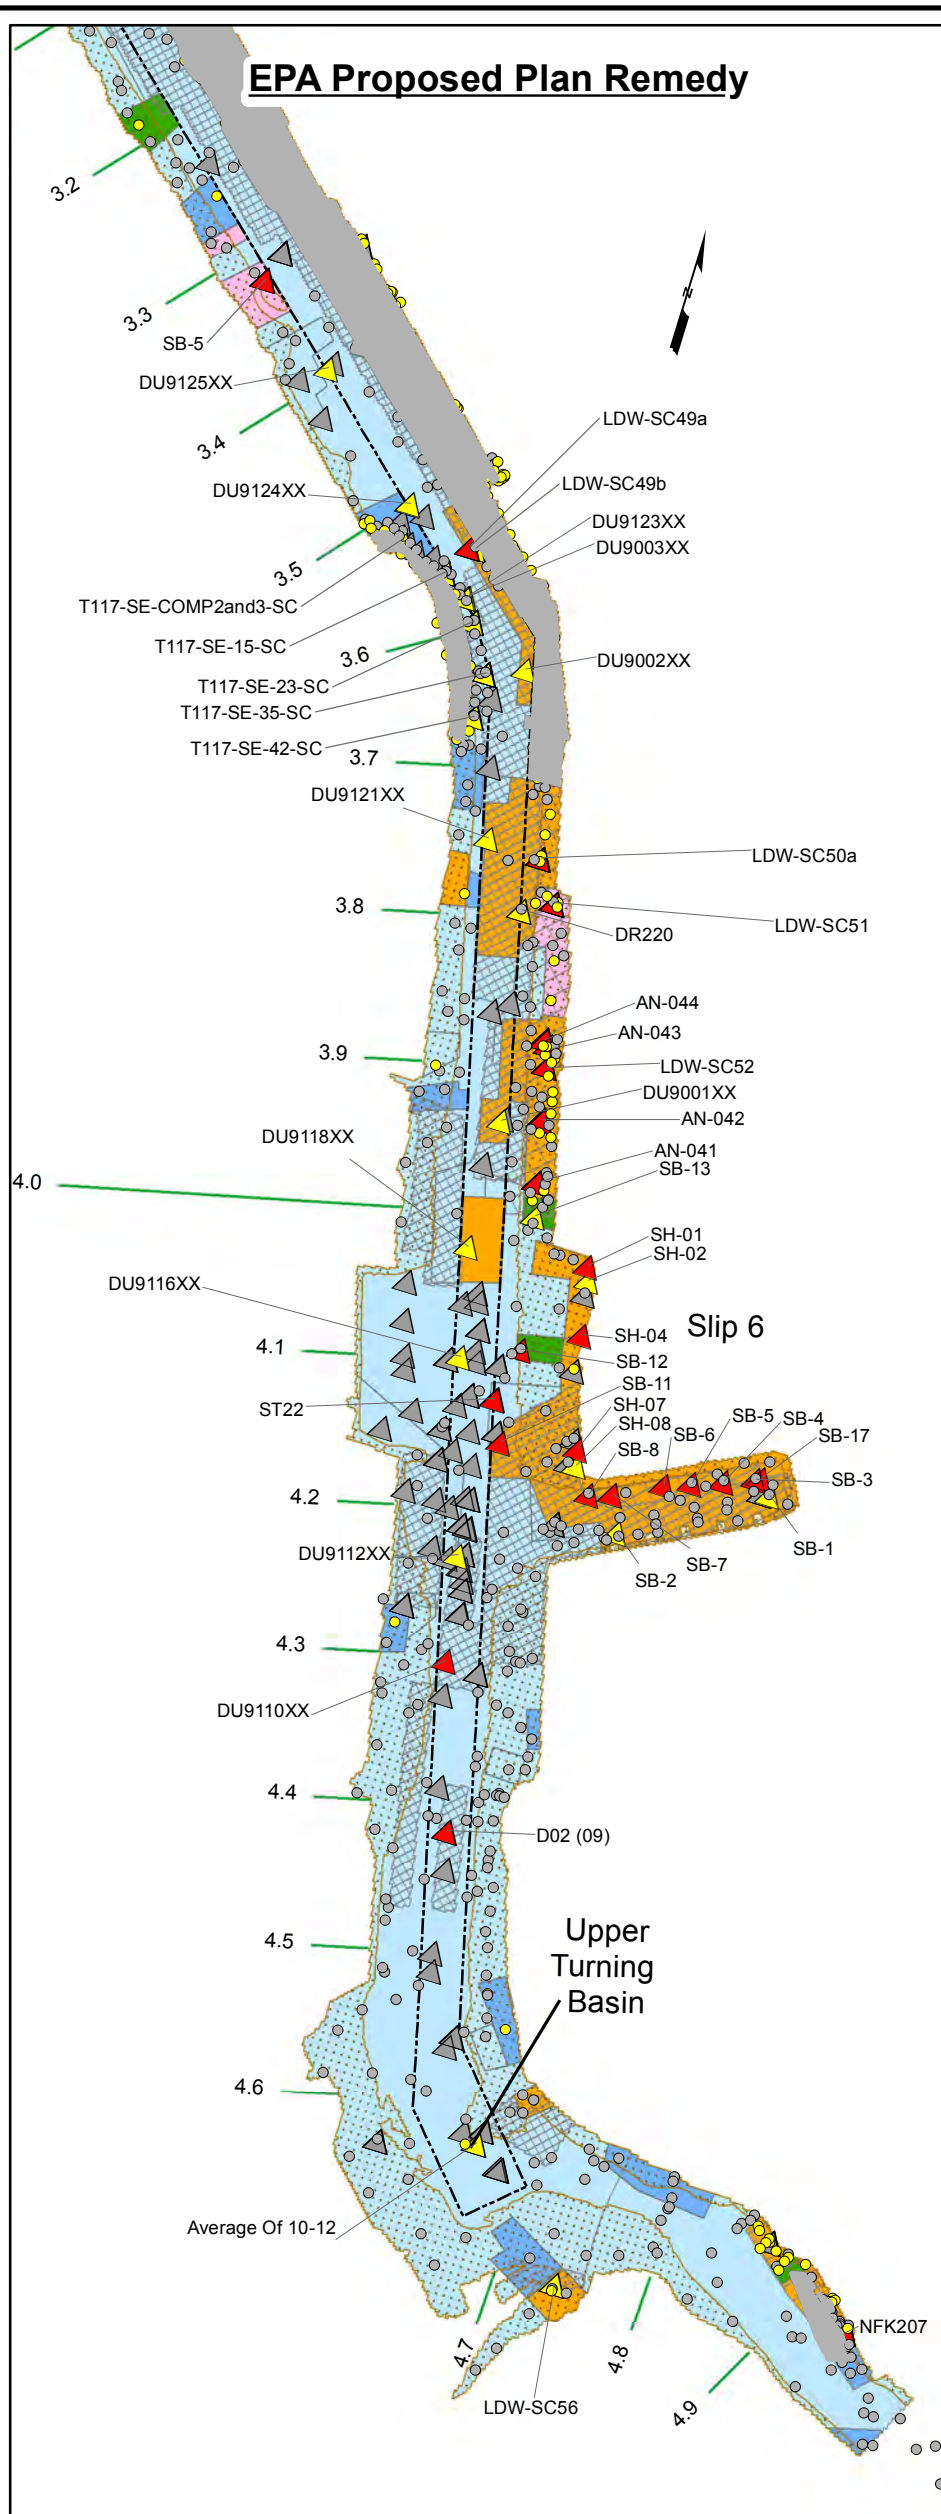 EPA Proposed Plan Remedy
3.2
N
3.3
SB-5
DU9125XX
3.4
LDW-SC49a
DU9124XX
LDW-SC49b
DU9123XX
DU9003XX
3.5
T117-SE-COMP2and3-SC
T117-SE-15-SC
3.6
DU9002XX
T117-SE-23-SC
T117-SE-35-SC
T117-SE-42-SC
3.7
DU9121XX
LDW-SC50a
3.8
LDW-SC51
DR220
AN-044
AN-043
3.9
LDW-SC52
DU9001XX
AN-042
DU9118XX
AN-041
SB-13
4.0
SH-01
SH-02
DU9116XX
Slip 6
SH-04
4.1
SB-12
SB-11
ST22
SH-07
SH-08
SB-8
SB-6
SB-5
SB-4
SB-17
SB-3
4.2
SB-1
DU9112XX
SB-7
SB-2
4.3
DU9110XX
4.4
D02 (09)
4.5
Upper
Turning
Basin
4.6
Average Of 10-12
NFK207
4.7
4.8
4.9
LDW-SC56